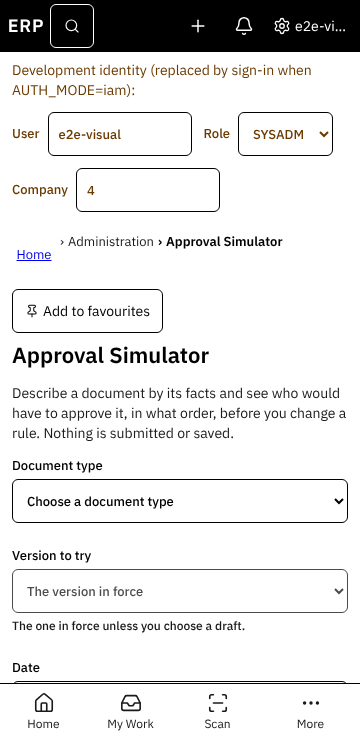 ERP
e2e-vi...
Development identity (replaced by sign-in when
AUTH_MODE=iam):
User e2e-visual Role SYSADM
Company 4
Home › Administration › Approval Simulator
Add to favourites
Approval Simulator
Describe a document by its facts and see who would
have to approve it, in what order, before you change a
rule. Nothing is submitted or saved.
Document type
Choose a document type
Version to try
The version in force
The one in force unless you choose a draft.
Date
Home My Work Scan More